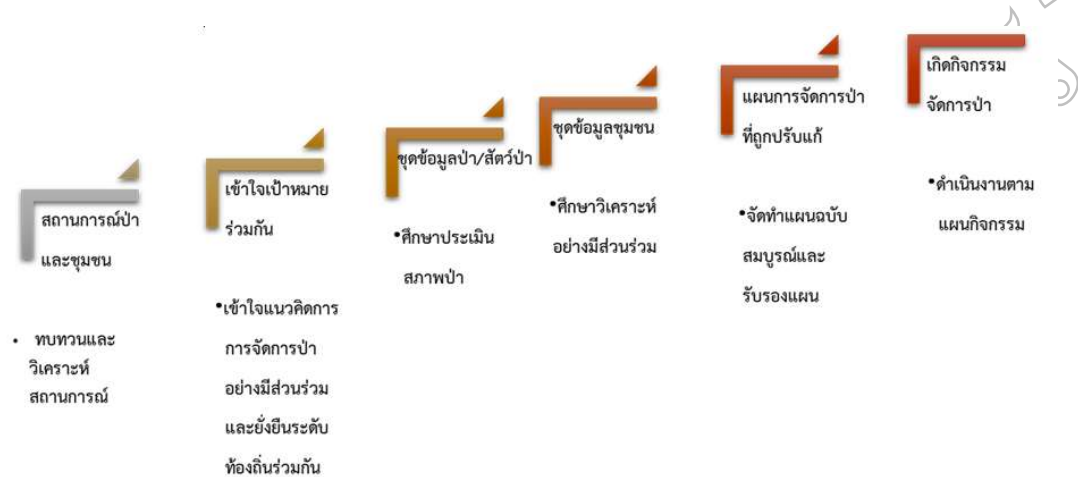 สถานการณ์ป่า
และชุมชน
• ทบทวนและ
วิเคราะห์
สถานการณ์
เข้าใจเป้าหมาย
ร่วมกัน
•เข้าใจแนวคิดการ
การจัดการป่า
อย่างมีส่วนร่วม
และยั่งยืนระดับ
ท้องถิ่นร่วมกัน
ชุดข้อมูลป่า/สัตว์ป่า
•ศึกษาประเมิน
สภาพป่า
ชุดข้อมูลชุมชน
•ศึกษาวิเคราะห์
อย่างมีส่วนร่วม
แผนการจัดการป่า
ที่ถูกปรับแก้
•จัดทำแผนฉบับ
สมบูรณ์และ
รับรองแผน
เกิดกิจกรรม
จัดการป่า
•ดำเนินงานตาม
แผนกิจกรรม